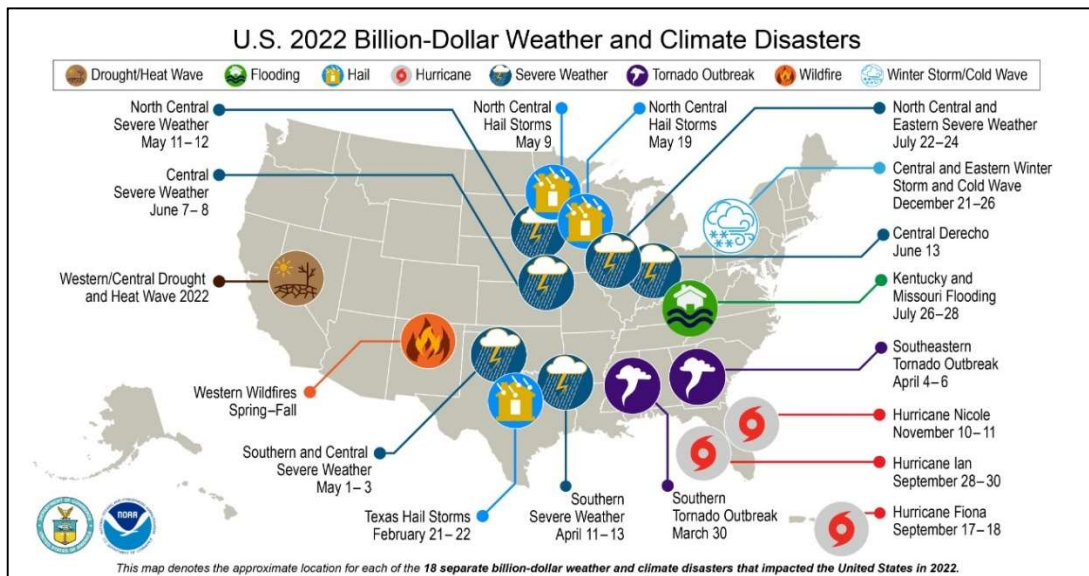 U.S. 2022 Billion-Dollar Weather and Climate Disasters
Drought/Heat Wave Flooding Hail Hurricane Severe Weather Tornado Outbreak Wildfire Winter Storm/Cold Wave
North Central
Severe Weather
May 11–12
North Central
Hail Storms
May 9
North Central
Hail Storms
May 19
North Central and
Eastern Severe Weather
July 22–24
Central
Severe Weather
June 7–8
Central and Eastern Winter
Storm and Cold Wave
December 21–26
Central Derecho
June 13
Western/Central Drought
and Heat Wave 2022
Kentucky and
Missouri Flooding
July 26–28
Southeastern
Tornado Outbreak
April 4–6
Western Wildfires
Spring–Fall
Hurricane Nicole
November 10–11
Southern and Central
Severe Weather
May 1–3
Hurricane Ian
September 28–30
Texas Hail Storms
February 21–22
Southern
Severe Weather
April 11–13
Southern
Tornado Outbreak
March 30
Hurricane Fiona
September 17–18
NOAA
This map denotes the approximate location for each of the 18 separate billion-dollar weather and climate disasters that impacted the United States in 2022.